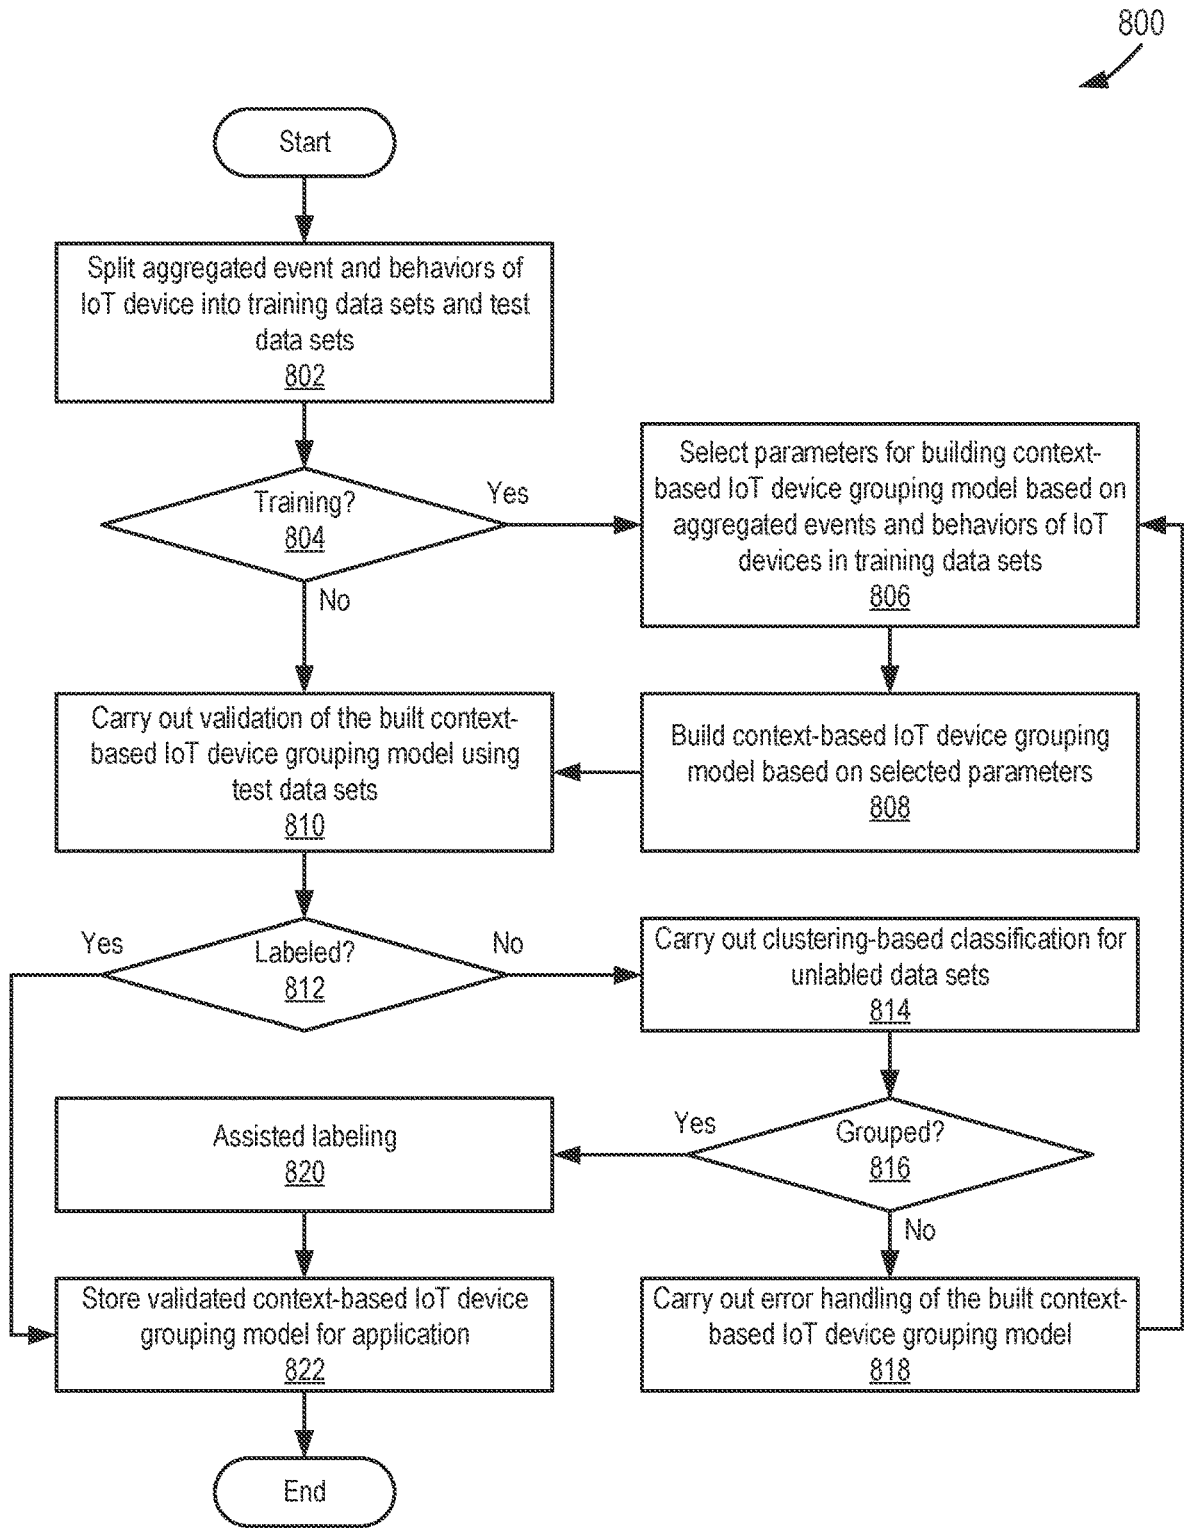 800
Start
Split aggregated event and behaviors of
IoT device into training data sets and test
data sets
802
Training?
804
Yes
No
Select parameters for building context-
based IoT device grouping model based on
aggregated events and behaviors of IoT
devices in training data sets
806
Carry out validation of the built context-
based IoT device grouping model using
test data sets
810
Build context-based IoT device grouping
model based on selected parameters
808
Yes
Labeled?
812
No
Carry out clustering-based classification for
unlabled data sets
814
Assisted labeling
820
Yes
Grouped?
816
No
Store validated context-based IoT device
grouping model for application
822
Carry out error handling of the built context-
based IoT device grouping model
818
End